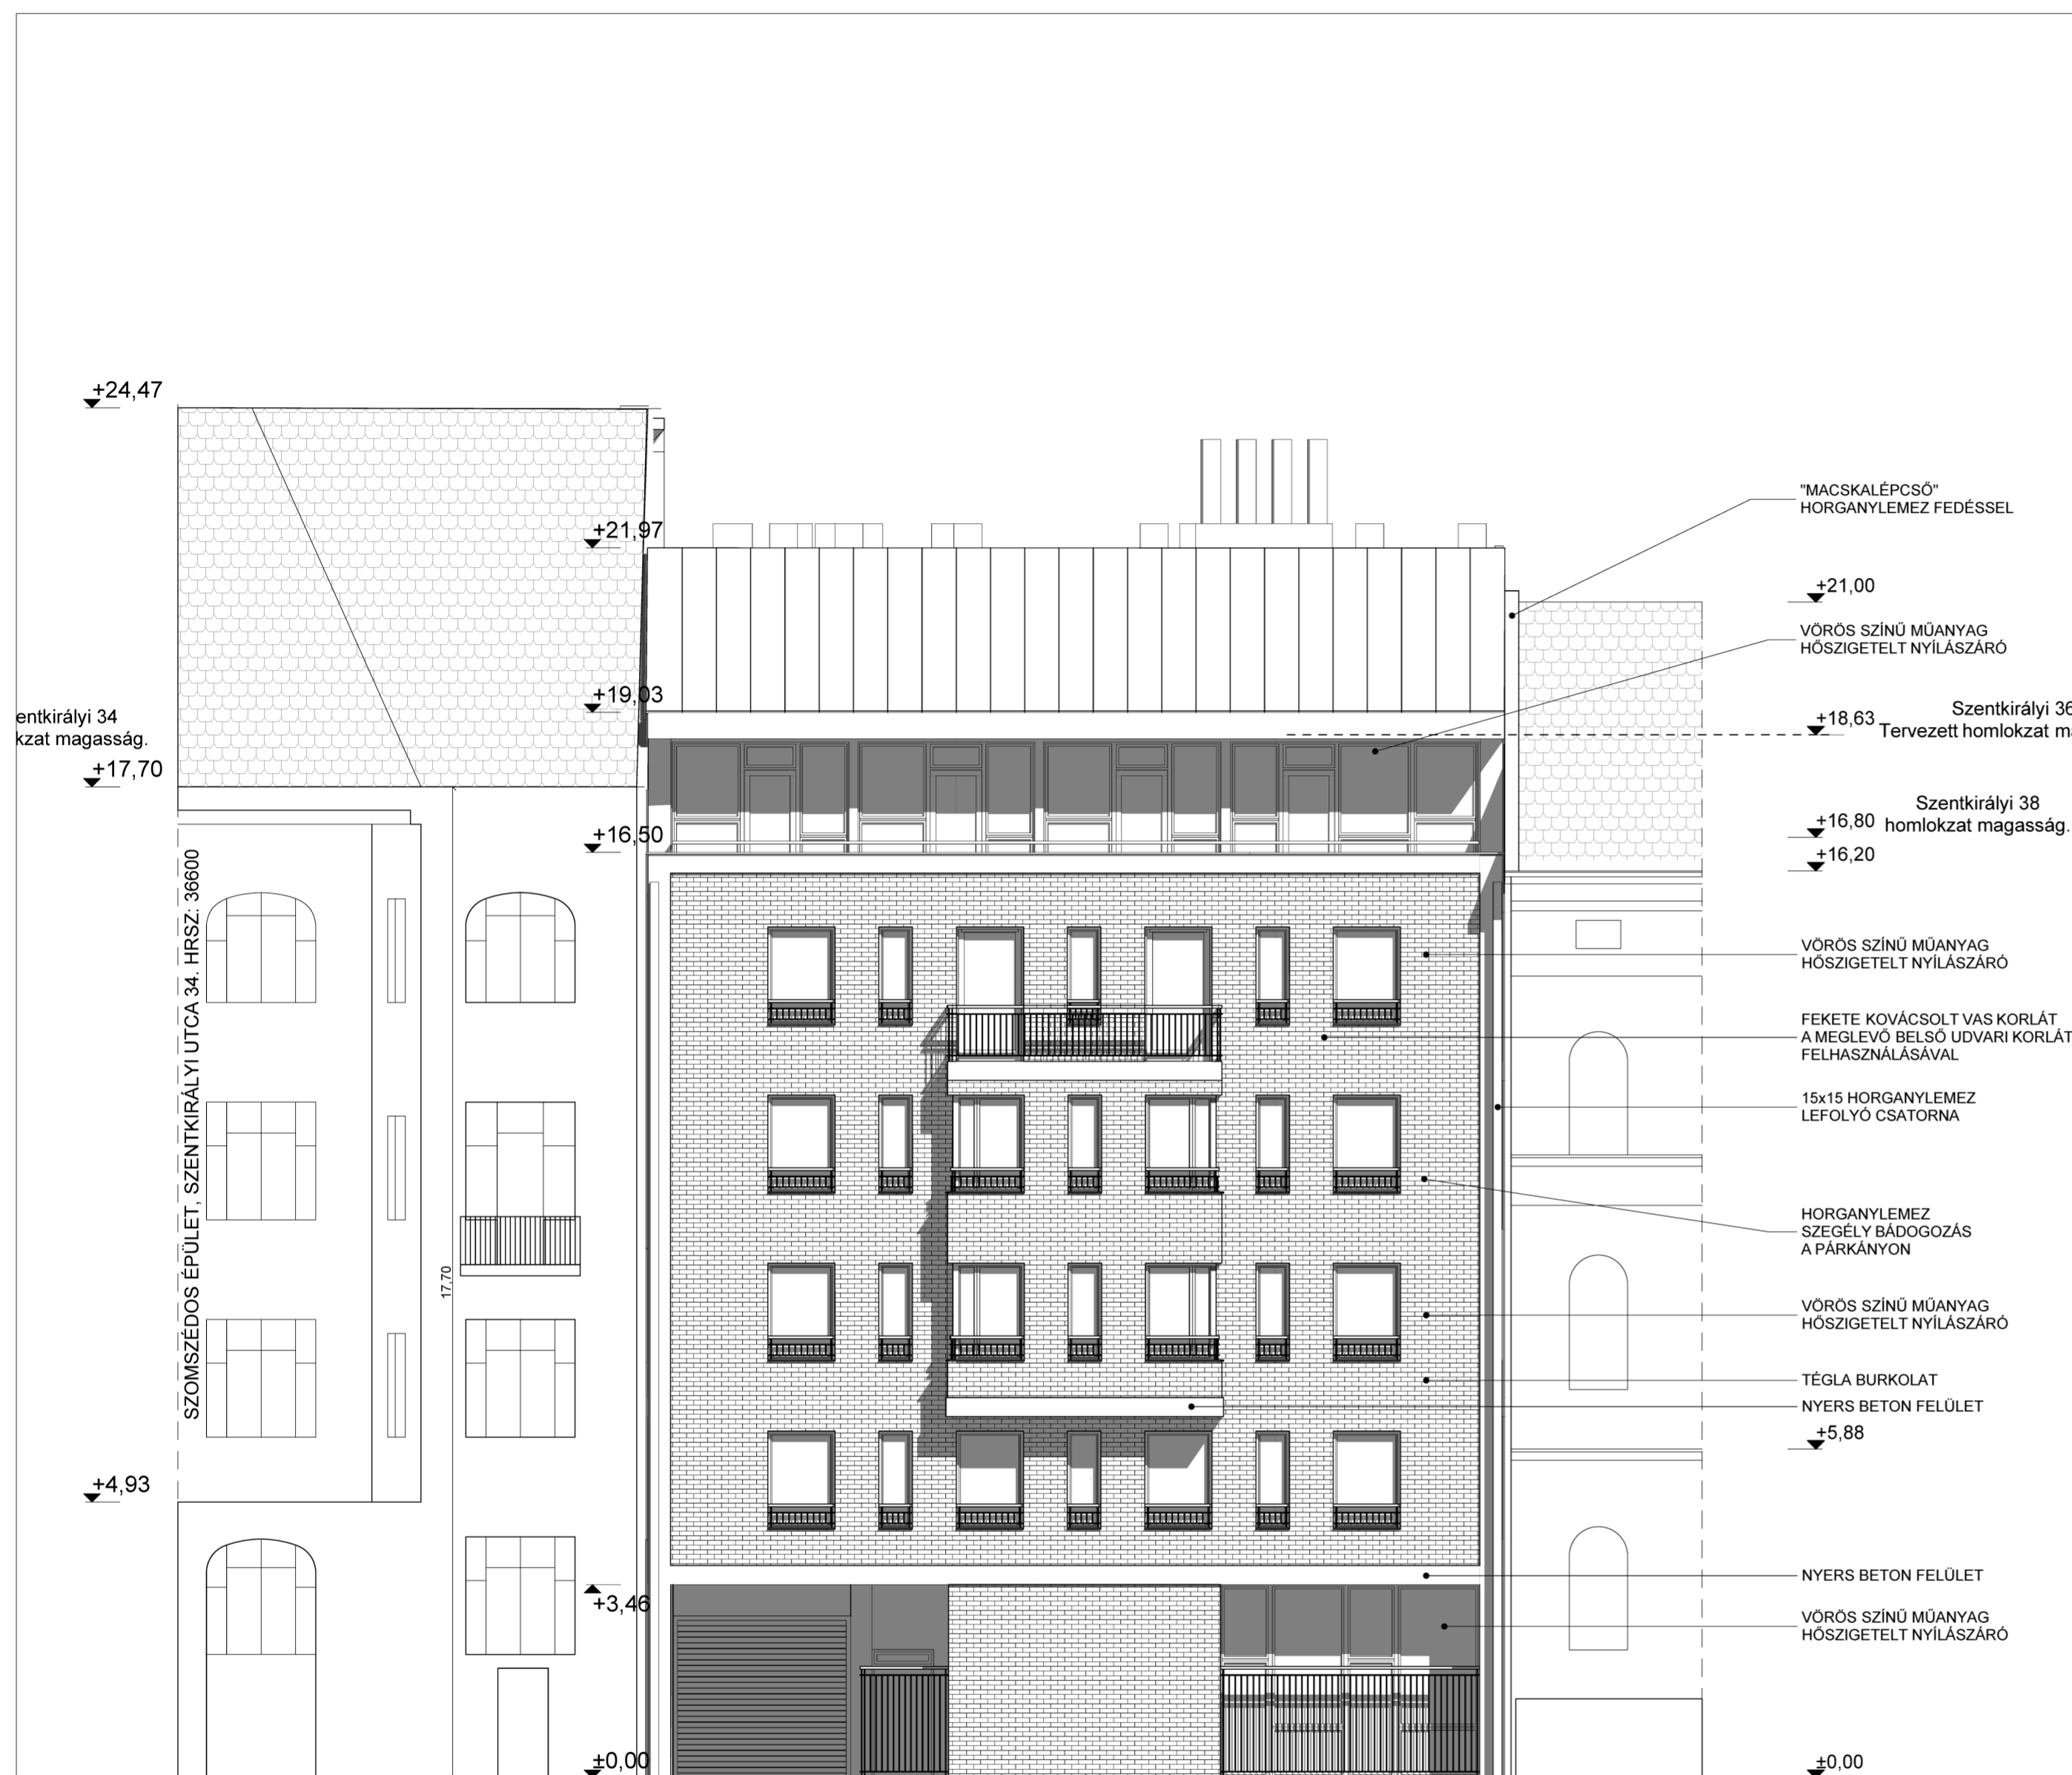 +24,47
entkirályi 34
kzat magasság.
+17,70
SZOMSZÉDOS ÉPÜLET, SZENTKIRÁLYI UTCA 34. HRSZ: 36600
17,70
+4,93
+21,97
+19,03
+16,50
+3,46
±0,00
"MACSKALÉPCSŐ"
HORGANYLEMEZ FEDÉSSEL
+21,00
VÖRÖS SZÍNŰ MŰANYAG
HŐSZIGETELT NYÍLÁSZÁRÓ
+18,63
Szentkirályi 36
Tervezett homlokzat ma
Szentkirályi 38
homlokzat magasság.
+16,80
+16,20
VÖRÖS SZÍNŰ MŰANYAG
HŐSZIGETELT NYÍLÁSZÁRÓ
FEKETE KOVÁCSOLT VAS KORLÁT
A MEGLEVŐ BELSŐ UDVARI KORLÁT
FELHASZNÁLÁSÁVAL
15x15 HORGANYLEMEZ
LEFOLYÓ CSATORNA
HORGANYLEMEZ
SZEGÉLY BÁDOGOZÁS
A PÁRKÁNYON
VÖRÖS SZÍNŰ MŰANYAG
HŐSZIGETELT NYÍLÁSZÁRÓ
TÉGLA BURKOLAT
NYERS BETON FELÜLET
+5,88
NYERS BETON FELÜLET
VÖRÖS SZÍNŰ MŰANYAG
HŐSZIGETELT NYÍLÁSZÁRÓ
±0,00